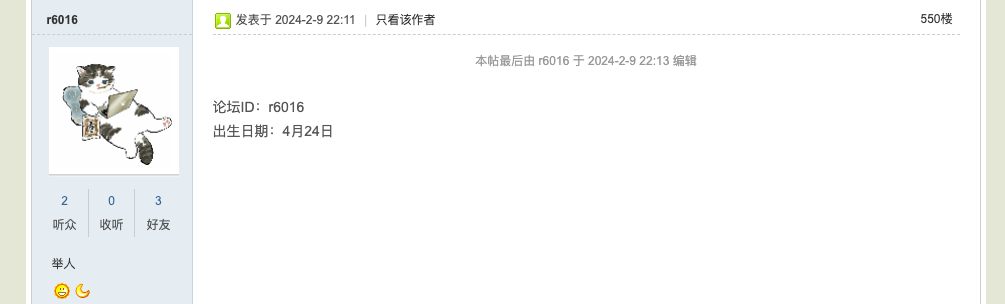 r6016
发表于 2024-2-9 22:11 | 只看该作者
550楼
本帖最后由 r6016 于 2024-2-9 22:13 编辑
论坛ID：r6016
出生日期：4月24日
2 0 3
听众 收听 好友
举人